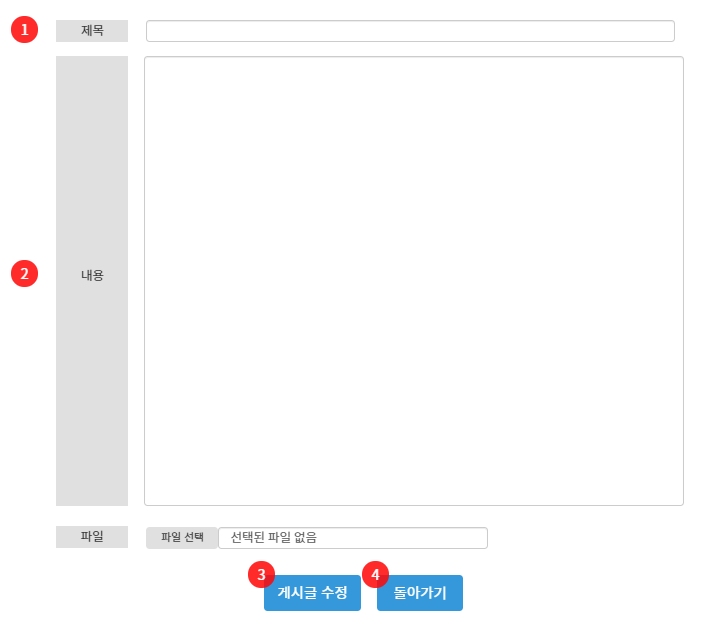 1 제목
2 내용
파일 파일 선택 선택된 파일 없음
3 게시글 수정 4 돌아가기